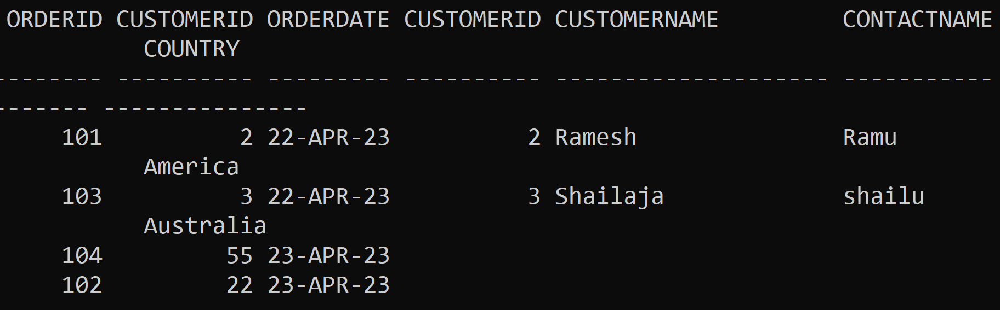 ORDERID CUSTOMERID ORDERDATE CUSTOMERID CUSTOMERNAME CONTACTNAME
COUNTRY
-------- ---------- --------- ---------- -------------------- -----------
------- ---------------
101 2 22-APR-23 2 Ramesh Ramu
America
103 3 22-APR-23 3 Shailaja shailu
Australia
104 55 23-APR-23
102 22 23-APR-23